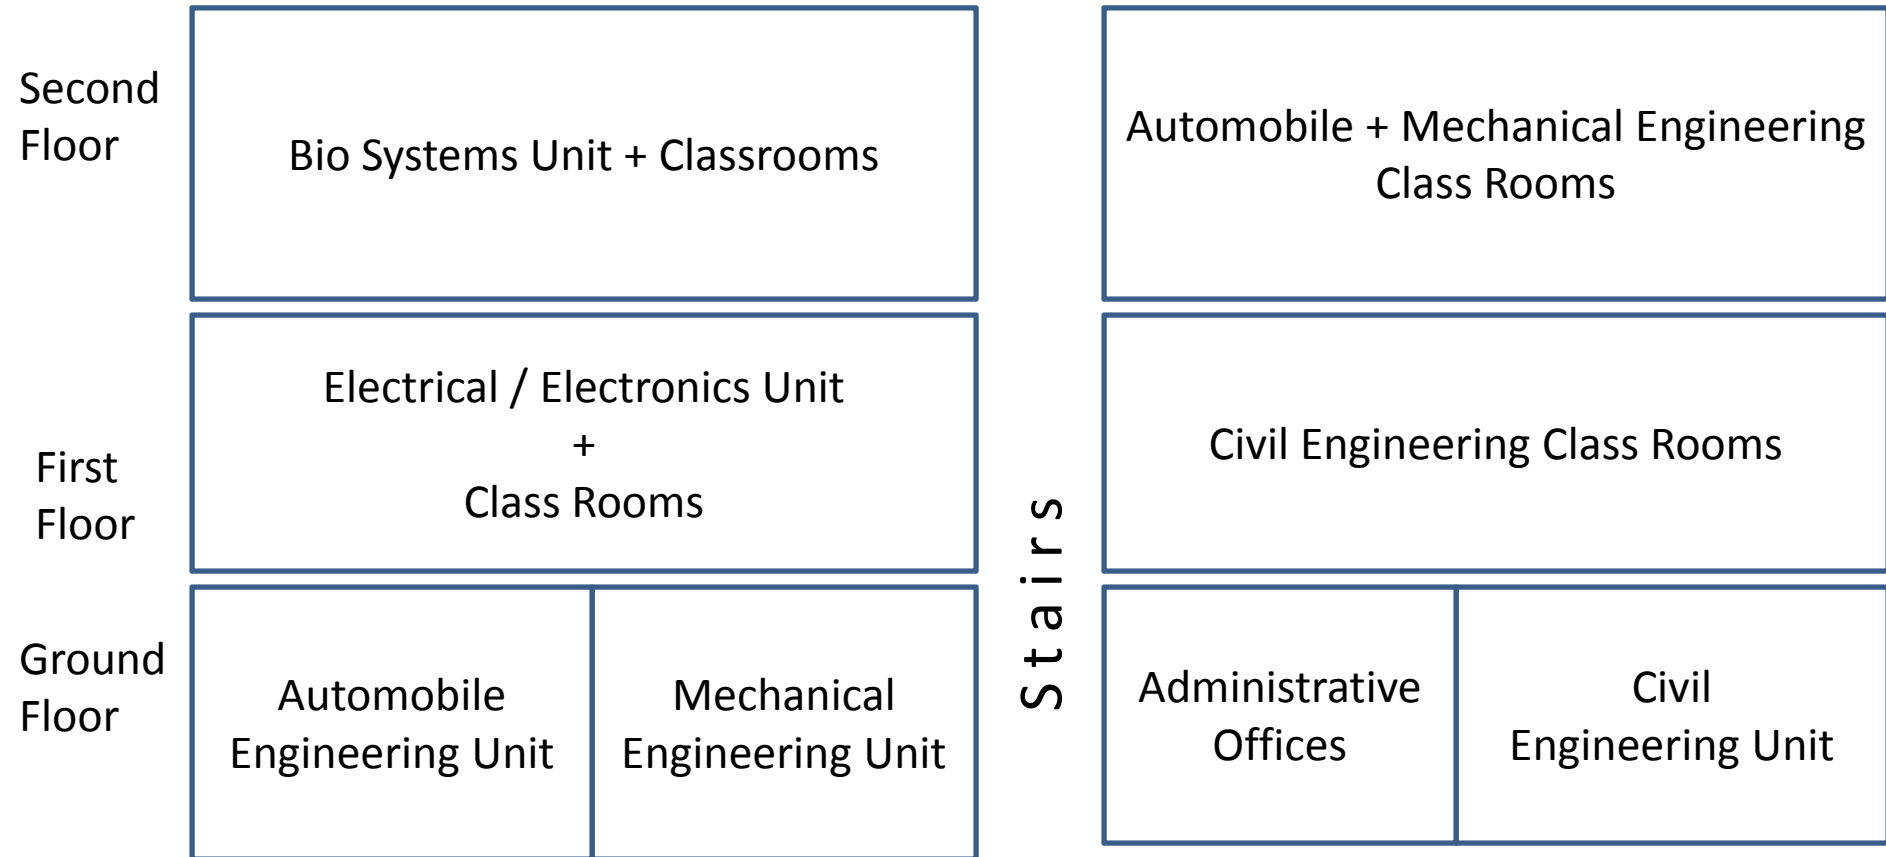 Second
Floor
Bio Systems Unit + Classrooms
Automobile + Mechanical Engineering
Class Rooms
First
Floor
Electrical / Electronics Unit
+
Class Rooms
Civil Engineering Class Rooms
Stairs
Ground
Floor
Automobile
Engineering Unit
Mechanical
Engineering Unit
Administrative
Offices
Civil
Engineering Unit